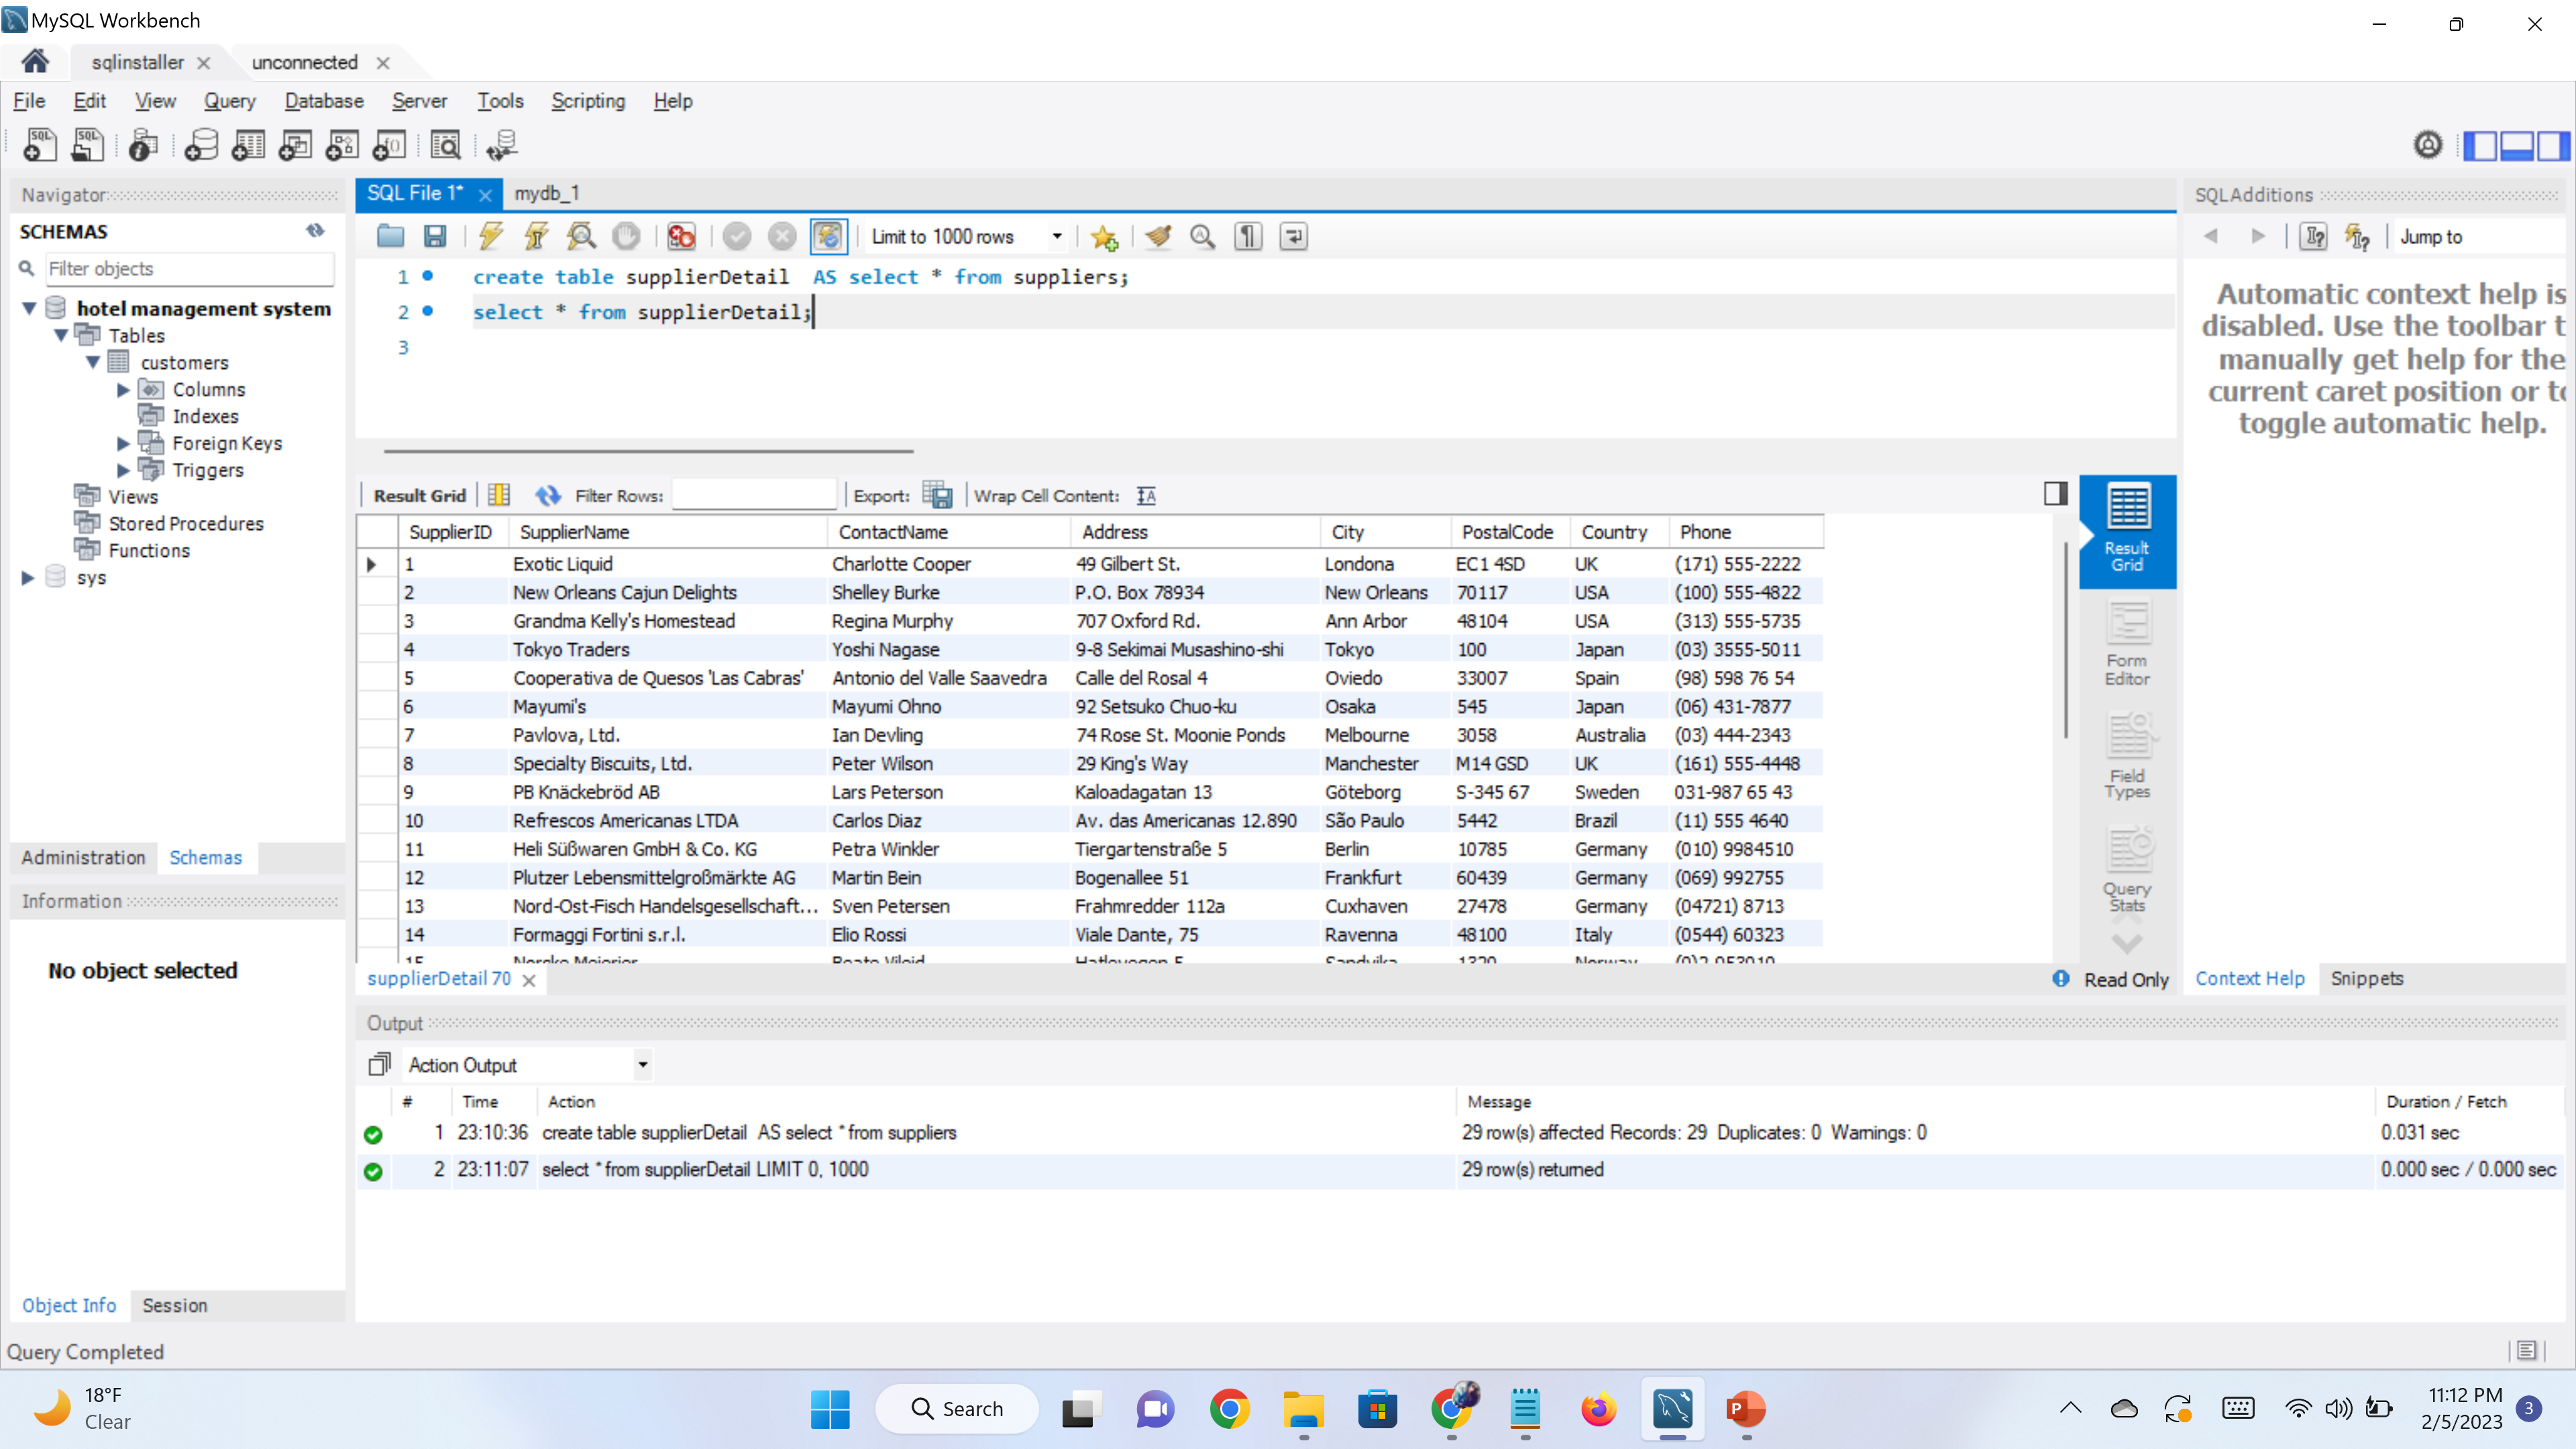 MySQL Workbench
sqlinstaller
unconnected
File Edit View Query Database Server Tools Scripting Help
Navigator
SCHEMAS
Filter objects
hotel management system
Tables
customers
Columns
Indexes
Foreign Keys
Triggers
Views
Stored Procedures
Functions
sys
Administration Schemas
Information
No object selected
Object Info Session
SQL File 1* mydb_1
Limit to 1000 rows
1 create table supplierDetail AS select * from suppliers;
2 select * from supplierDetail;
3
Result Grid Filter Rows: Export: Wrap Cell Content:
SupplierID SupplierName ContactName Address City PostalCode Country Phone
1 Exotic Liquid Charlotte Cooper 49 Gilbert St. Londona EC1 4SD UK (171) 555-2222
2 New Orleans Cajun Delights Shelley Burke P.O. Box 78934 New Orleans 70117 USA (100) 555-4822
3 Grandma Kelly's Homestead Regina Murphy 707 Oxford Rd. Ann Arbor 48104 USA (313) 555-5735
4 Tokyo Traders Yoshi Nagase 9-8 Sekimai Musashino-shi Tokyo 100 Japan (03) 3555-5011
5 Cooperativa de Quesos 'Las Cabras' Antonio del Valle Saavedra Calle del Rosal 4 Oviedo 33007 Spain (98) 598 76 54
6 Mayumi's Mayumi Ohno 92 Setsuko Chuo-ku Osaka 545 Japan (06) 431-7877
7 Pavlova, Ltd. Ian Devling 74 Rose St. Moonie Ponds Melbourne 3058 Australia (03) 444-2343
8 Specialty Biscuits, Ltd. Peter Wilson 29 King's Way Manchester M14 GSD UK (161) 555-4448
9 PB Knäckebröd AB Lars Peterson Kaloadagatan 13 Göteborg S-345 67 Sweden 031-987 65 43
10 Refrescos Americanas LTDA Carlos Diaz Av. das Americanas 12.890 São Paulo 5442 Brazil (11) 555 4640
11 Heli Süßwaren GmbH & Co. KG Petra Winkler Tiergartenstraße 5 Berlin 10785 Germany (010) 9984510
12 Plutzer Lebensmittelgroßmärkte AG Martin Bein Bogenallee 51 Frankfurt 60439 Germany (069) 992755
13 Nord-Ost-Fisch Handelsgesellschaft... Sven Petersen Frahmredder 112a Cuxhaven 27478 Germany (04721) 8713
14 Formaggi Fortini s.r.l. Elio Rossi Viale Dante, 75 Ravenna 48100 Italy (0544) 60323
supplierDetail 70
Read Only
Result
Grid
Form
Editor
Field
Types
Query
Stats
SQLAdditions
Jump to
Automatic context help is
disabled. Use the toolbar t
manually get help for the
current caret position or to
toggle automatic help.
Context Help Snippets
Output
Action Output
# Time Action Message Duration / Fetch
1 23:10:36 create table supplierDetail AS select * from suppliers 29 row(s) affected Records: 29 Duplicates: 0 Warnings: 0 0.031 sec
2 23:11:07 select * from supplierDetail LIMIT 0, 1000 29 row(s) returned 0.000 sec / 0.000 sec
Query Completed
18°F
Clear
Search
11:12 PM
2/5/2023
3